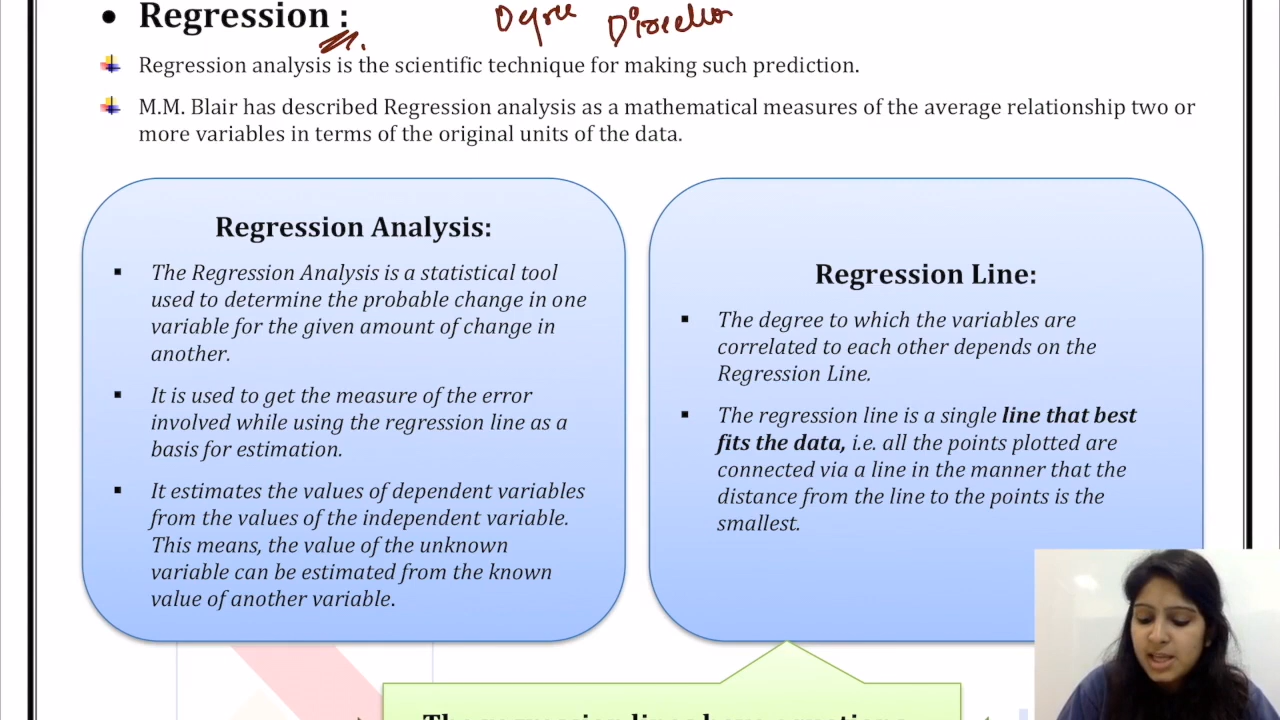 • Regression :
Degree Direction
Regression analysis is the scientific technique for making such prediction.
M.M. Blair has described Regression analysis as a mathematical measures of the average relationship two or
more variables in terms of the original units of the data.
Regression Analysis:
▪ The Regression Analysis is a statistical tool
used to determine the probable change in one
variable for the given amount of change in
another.
▪ It is used to get the measure of the error
involved while using the regression line as a
basis for estimation.
▪ It estimates the values of dependent variables
from the values of the independent variable.
This means, the value of the unknown
variable can be estimated from the known
value of another variable.
Regression Line:
▪ The degree to which the variables are
correlated to each other depends on the
Regression Line.
▪ The regression line is a single line that best
fits the data, i.e. all the points plotted are
connected via a line in the manner that the
distance from the line to the points is the
smallest.
The regression lines have equations